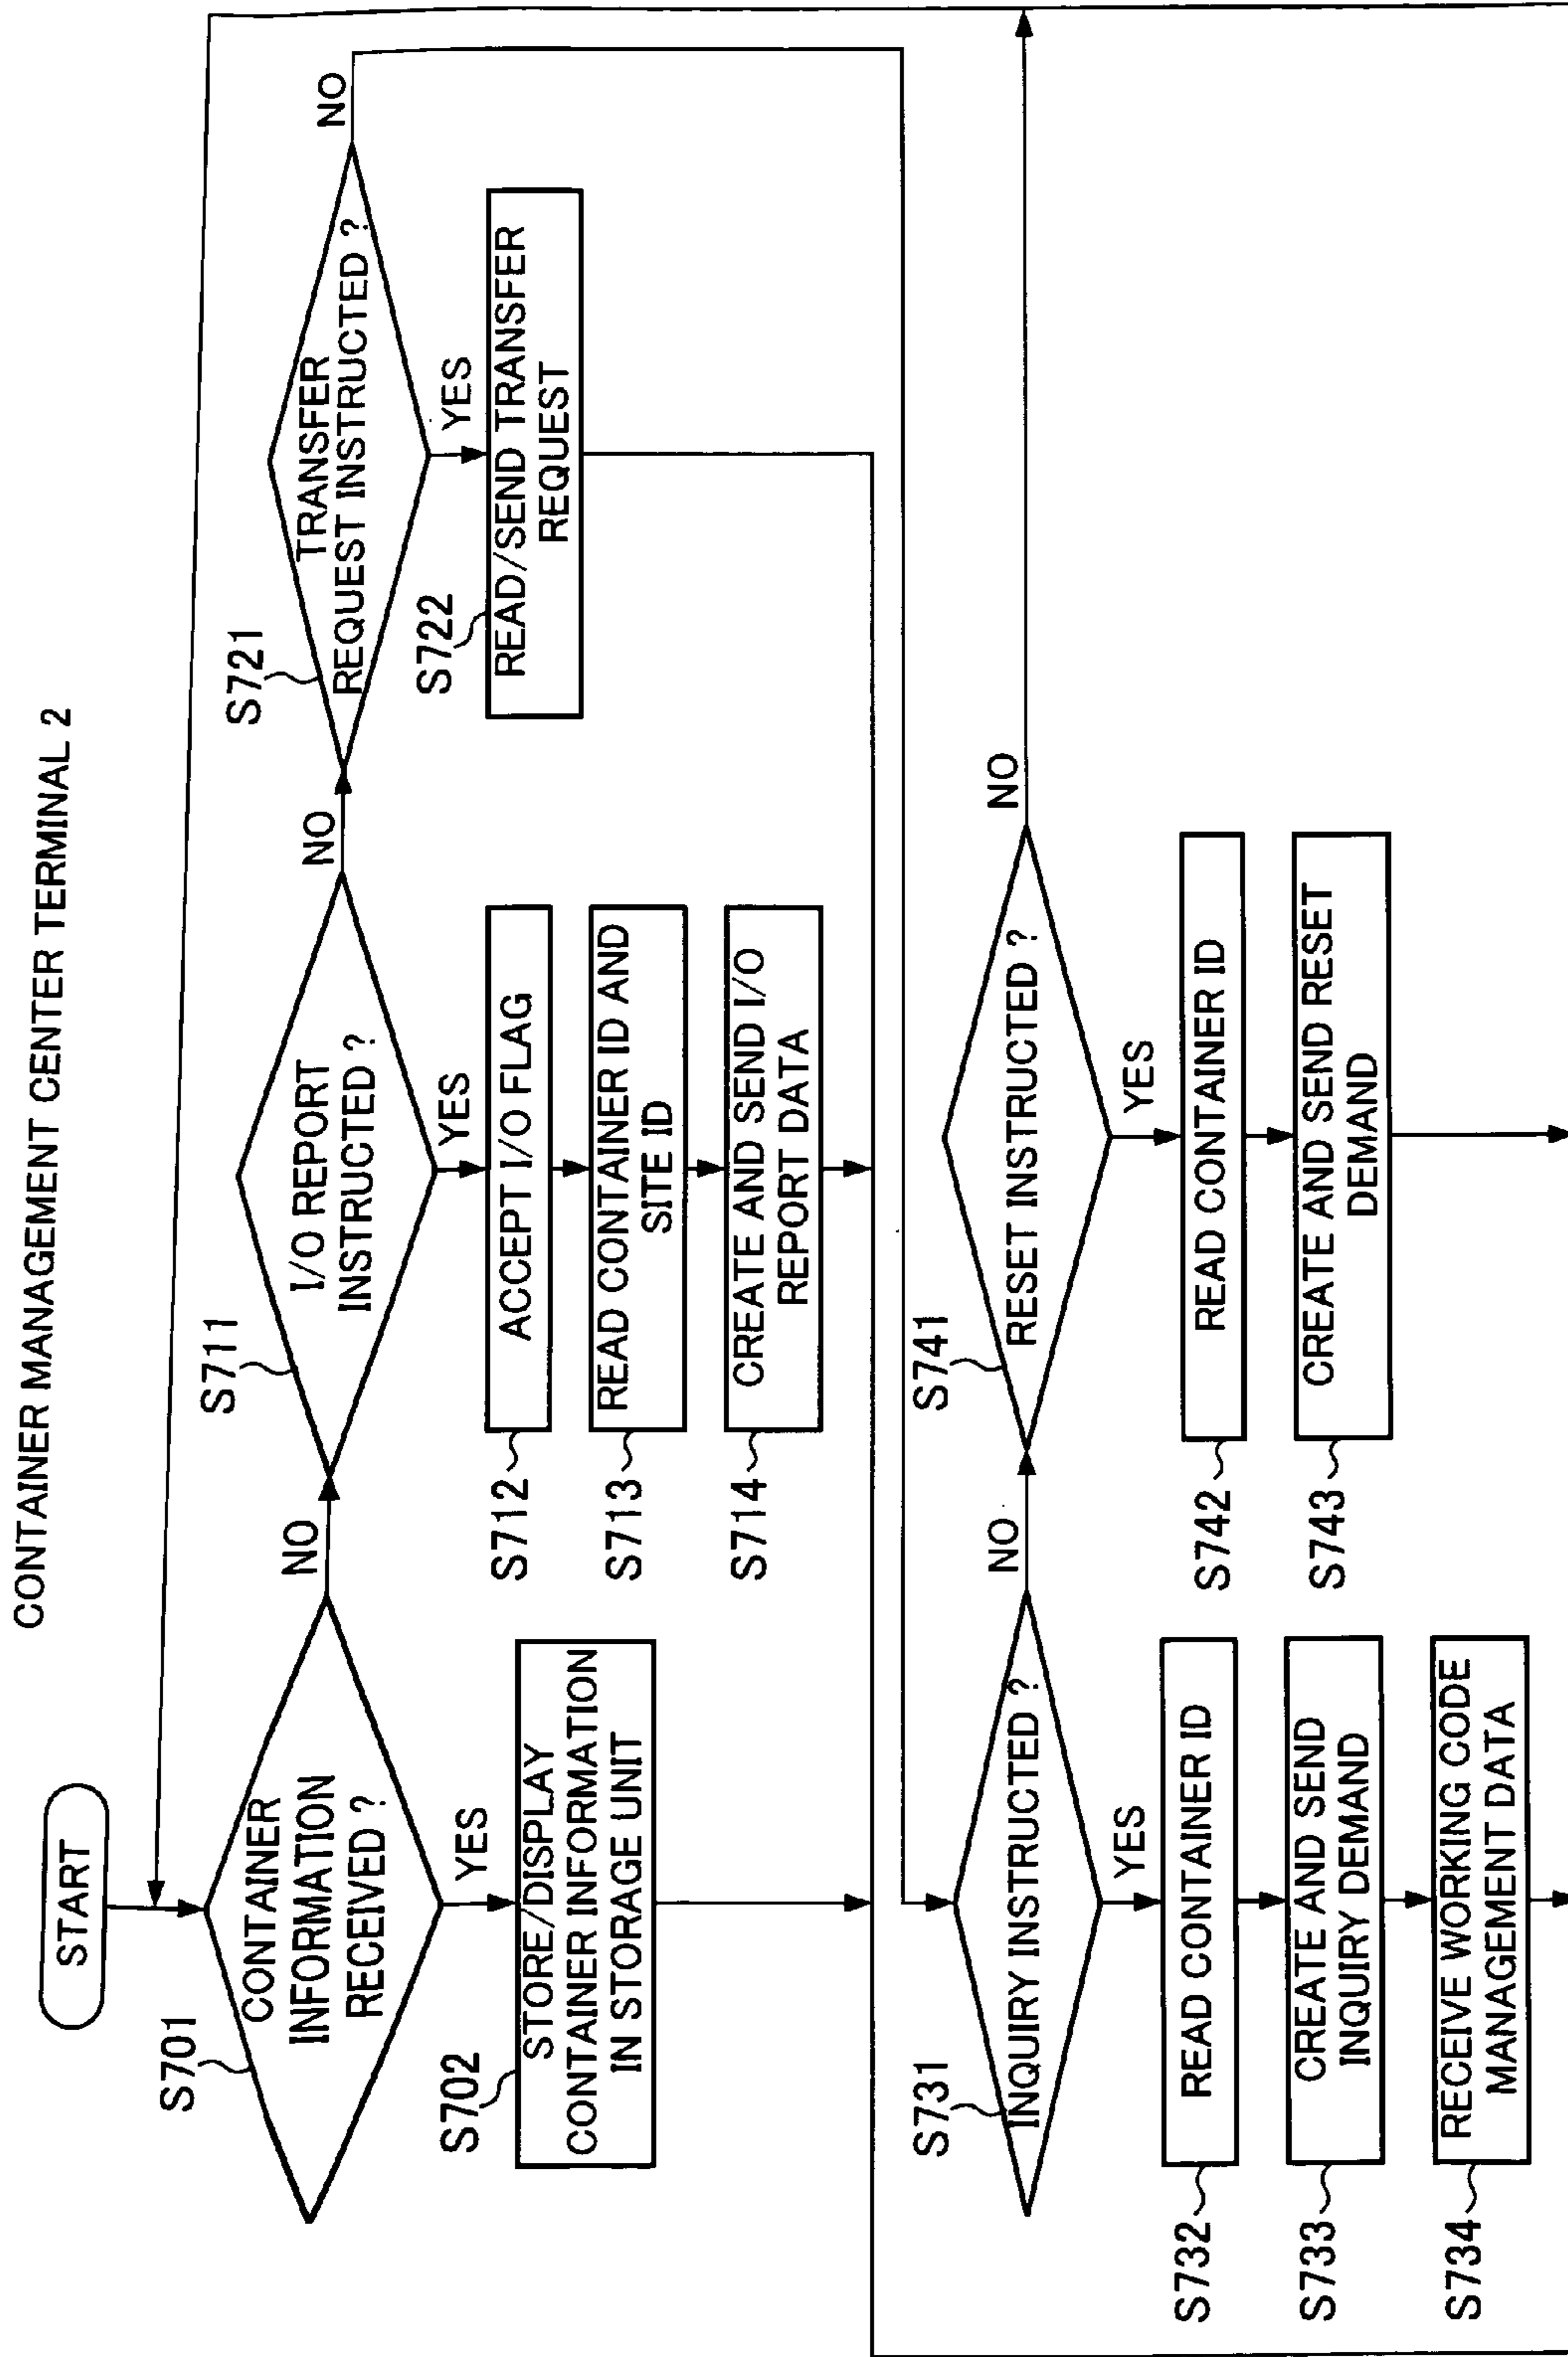 CONTAINER MANAGEMENT CENTER TERMINAL 2
START
S701
CONTAINER
INFORMATION
RECEIVED ?
NO
YES
S702
STORE/DISPLAY
CONTAINER INFORMATION
IN STORAGE UNIT
S711
I/O REPORT
INSTRUCTED ?
NO
YES
S712
ACCEPT I/O FLAG
S713
READ CONTAINER ID AND
SITE ID
S714
CREATE AND SEND I/O
REPORT DATA
S721
TRANSFER
REQUEST INSTRUCTED ?
NO
YES
S722
READ/SEND TRANSFER
REQUEST
S731
INQUIRY INSTRUCTED ?
NO
YES
S732
READ CONTAINER ID
S733
CREATE AND SEND
INQUIRY DEMAND
S734
RECEIVE WORKING CODE
MANAGEMENT DATA
S741
RESET INSTRUCTED ?
NO
YES
S742
READ CONTAINER ID
S743
CREATE AND SEND RESET
DEMAND